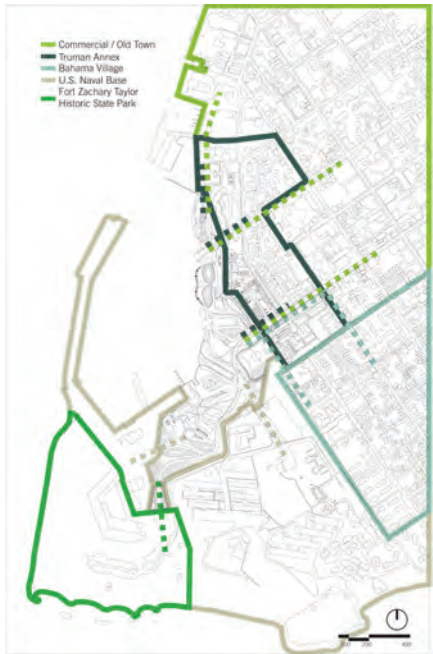 Commercial / Old Town
Truman Annex
Bahama Village
U.S. Naval Base
Fort Zachary Taylor
Historic State Park